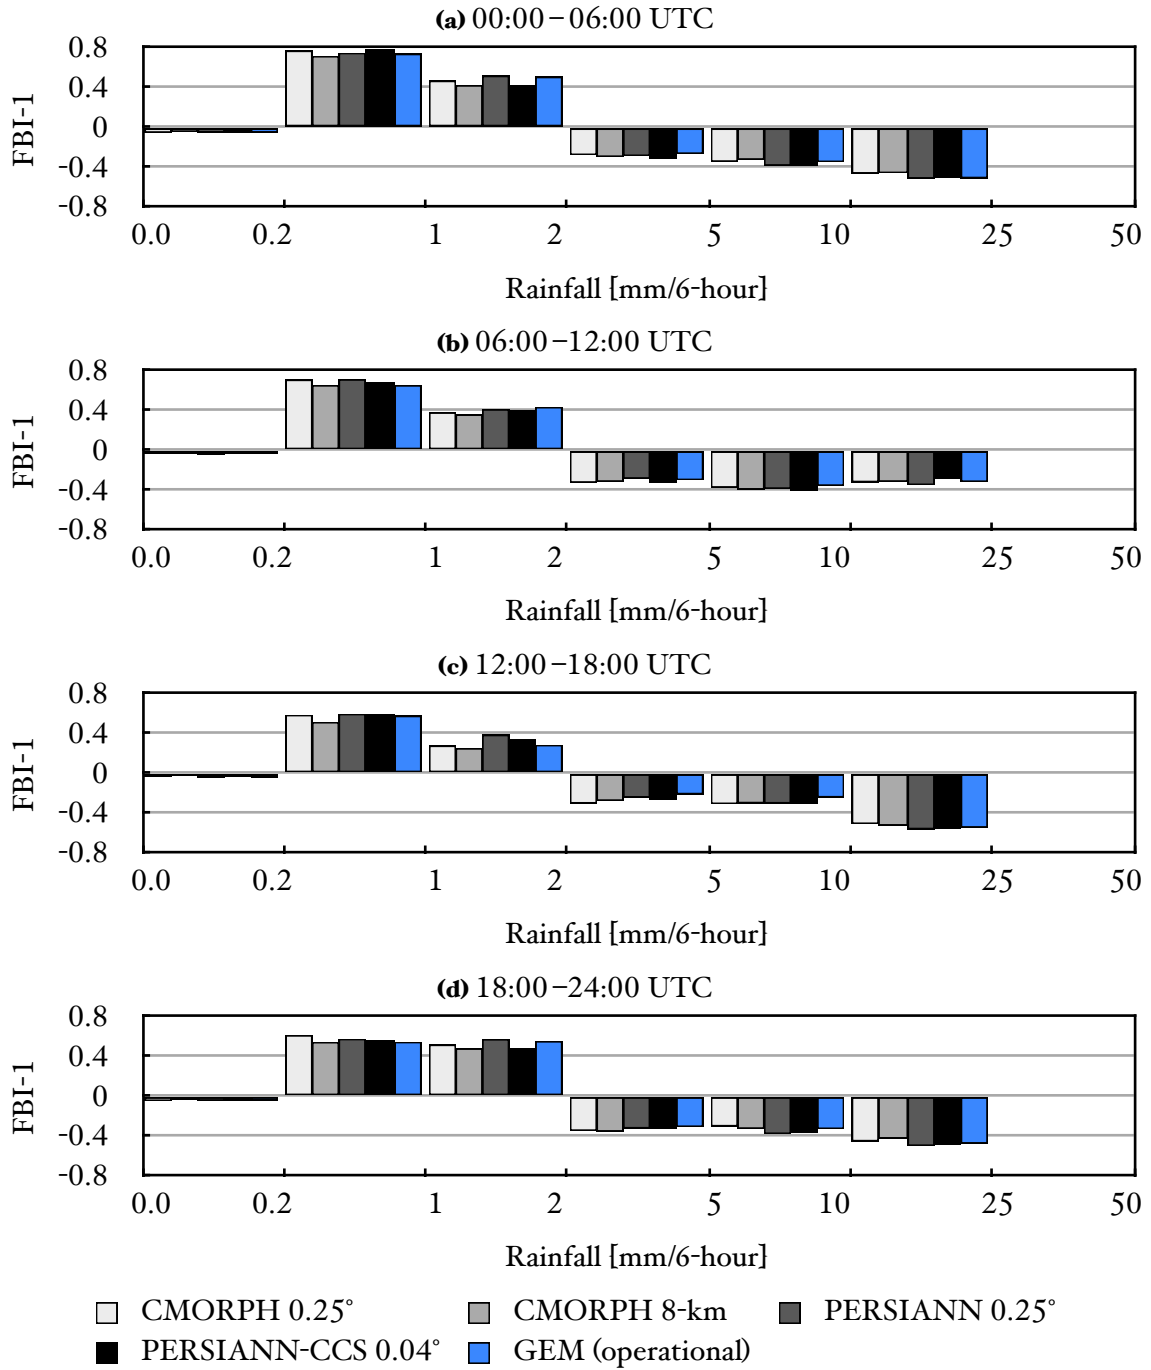 (a) 00:00–06:00 UTC
0.8
0.4
0
-0.4
-0.8
FBI-1
0.0 0.2 1 2 5 10 25 50
Rainfall [mm/6-hour]
(b) 06:00–12:00 UTC
0.8
0.4
0
-0.4
-0.8
FBI-1
0.0 0.2 1 2 5 10 25 50
Rainfall [mm/6-hour]
(c) 12:00–18:00 UTC
0.8
0.4
0
-0.4
-0.8
FBI-1
0.0 0.2 1 2 5 10 25 50
Rainfall [mm/6-hour]
(d) 18:00–24:00 UTC
0.8
0.4
0
-0.4
-0.8
FBI-1
0.0 0.2 1 2 5 10 25 50
Rainfall [mm/6-hour]
CMORPH 0.25° CMORPH 8-km PERSIANN 0.25°
PERSIANN-CCS 0.04° GEM (operational)